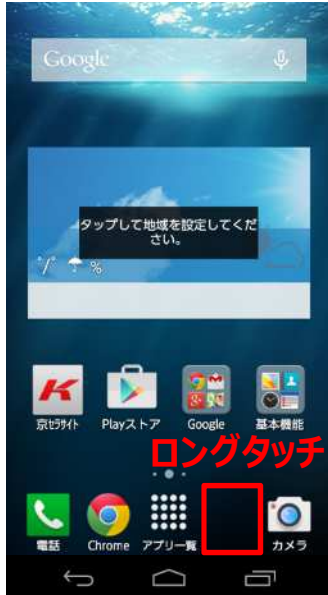 Google
タップして地域を設定してくだ
さい。
°/° %
K
京セラサイト Playストア Google 基本機能
ロングタッチ
電話 Chrome アプリ一覧 カメラ